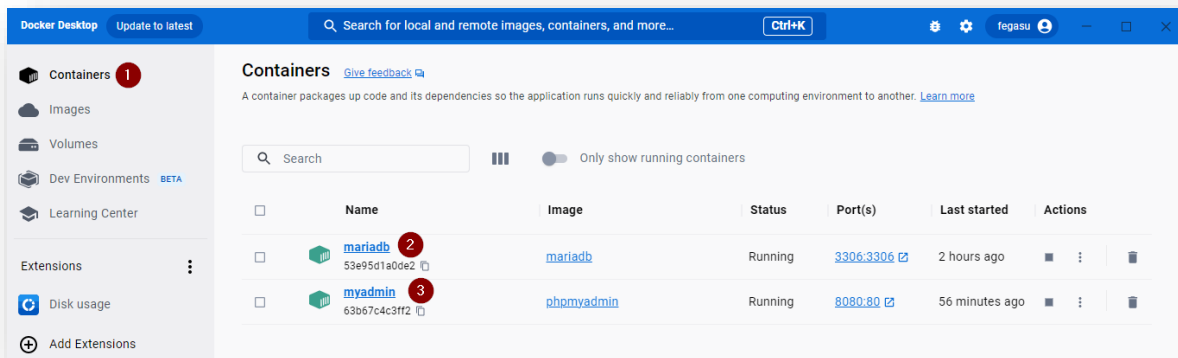 Docker Desktop Update to latest Search for local and remote images, containers, and more... Ctrl+K fegasu
Containers 1
Images
Volumes
Dev Environments BETA
Learning Center
Extensions
Disk usage
Add Extensions
Containers Give feedback
A container packages up code and its dependencies so the application runs quickly and reliably from one computing environment to another. Learn more
Search Only show running containers
Name Image Status Port(s) Last started Actions
mariadb 2 mariadb Running 3306:3306 2 hours ago
53e95d1a0de2
myadmin 3 phpmyadmin Running 8080:80 56 minutes ago
63b67c4c3ff2